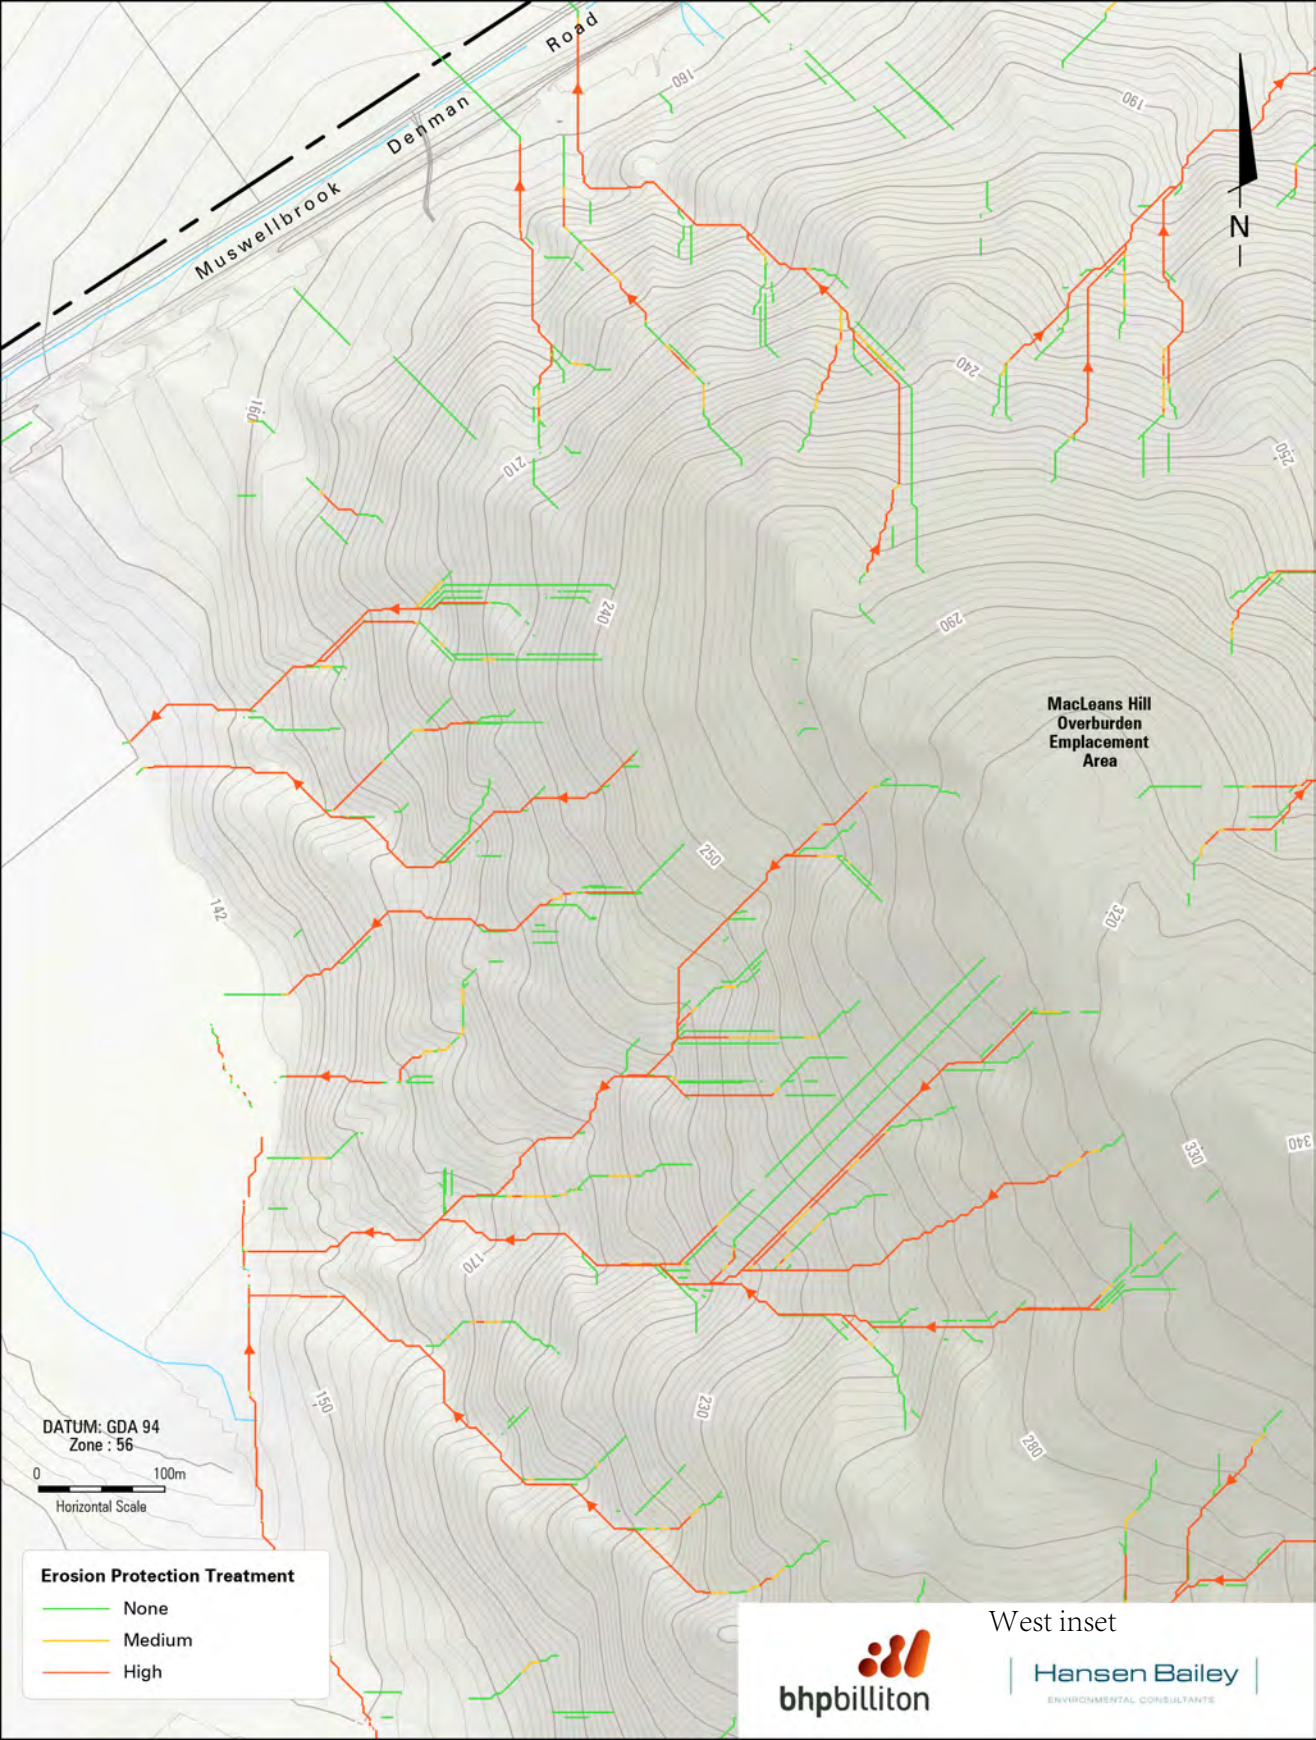 Muswellbrook Denman Road
160
190
N
240
160
210
250
240
290
MacLeans Hill
Overburden
Emplacement
Area
250
142
320
330
340
170
150
230
280
DATUM: GDA 94
Zone : 56
0 100m
Horizontal Scale
Erosion Protection Treatment
None
Medium
High
West inset
bhpbilliton
Hansen Bailey
ENVIRONMENTAL CONSULTANTS